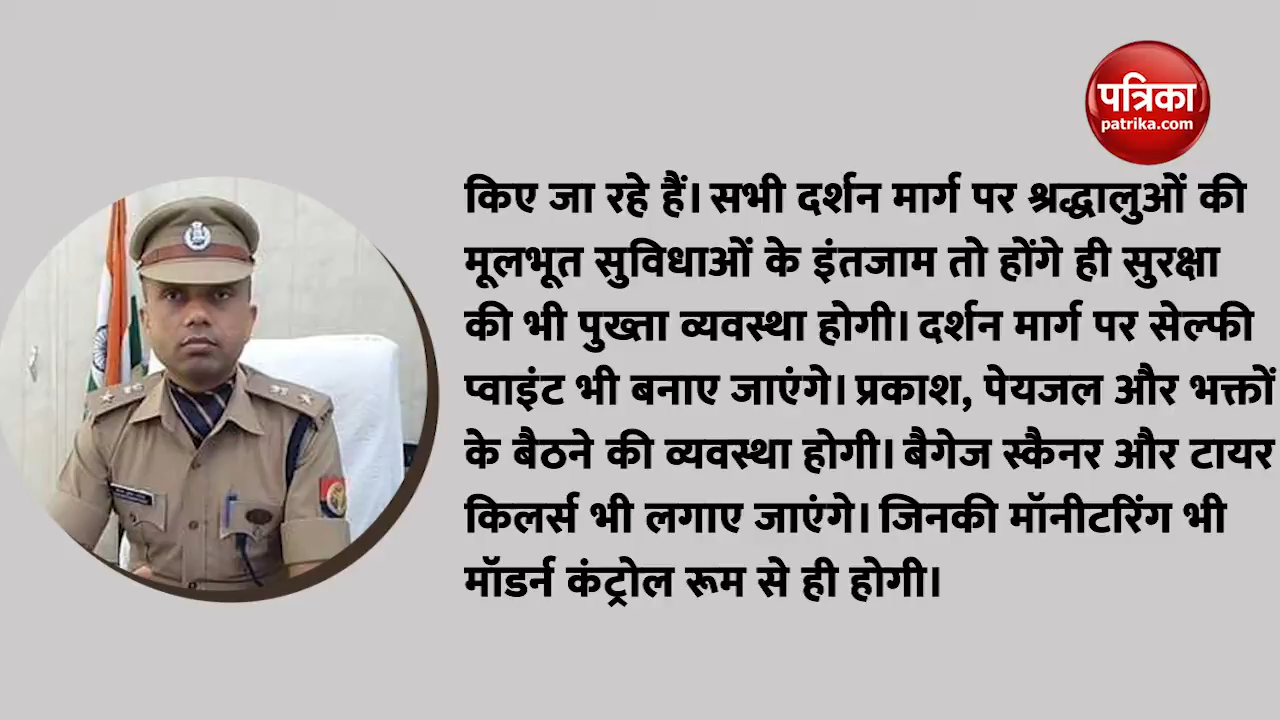 पत्रिका
patrika.com
किए जा रहे हैं। सभी दर्शन मार्ग पर श्रद्धालुओं की
मूलभूत सुविधाओं के इंतजाम तो होंगे ही सुरक्षा
की भी पुख्ता व्यवस्था होगी। दर्शन मार्ग पर सेल्फी
प्वाइंट भी बनाए जाएंगे। प्रकाश, पेयजल और भक्तों
के बैठने की व्यवस्था होगी। बैगेज स्कैनर और टायर
किलर्स भी लगाए जाएंगे। जिनकी मॉनीटरिंग भी
मॉडर्न कंट्रोल रूम से ही होगी।